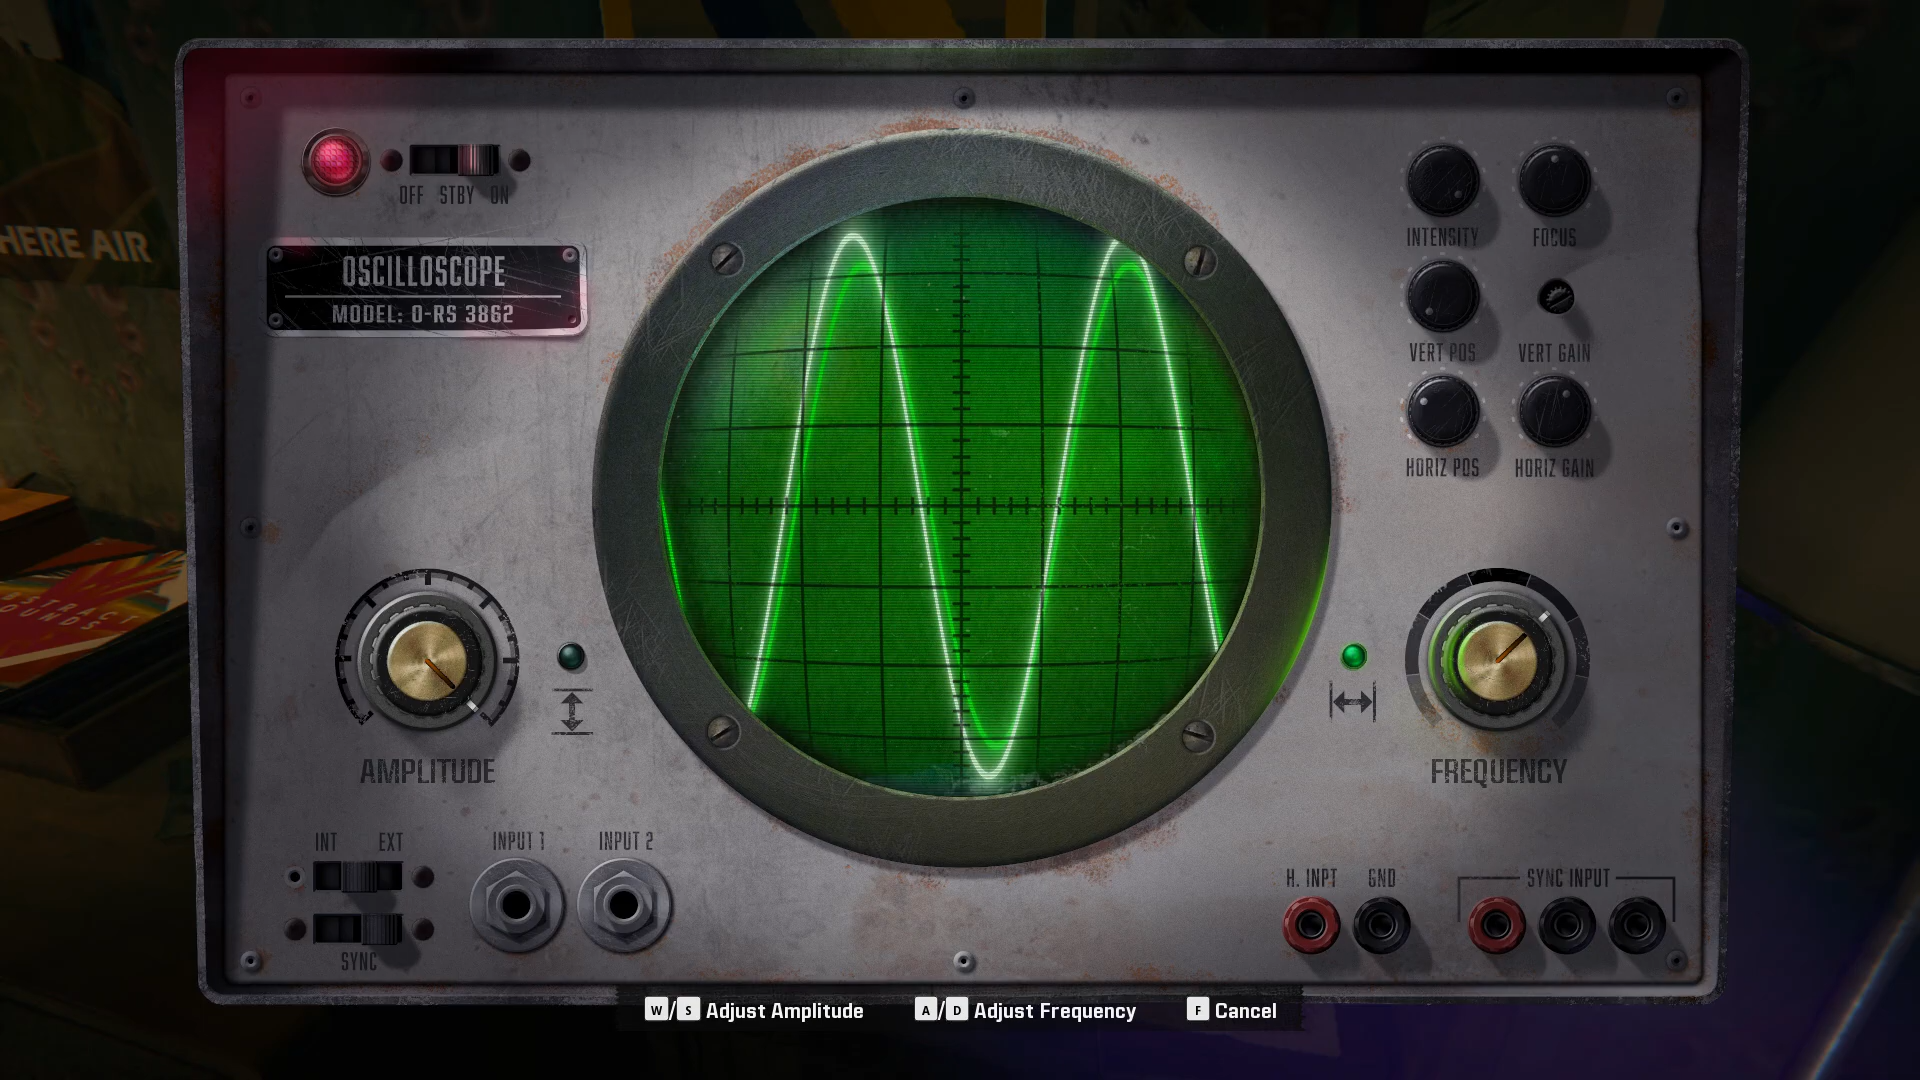 HERE AIR
OFF STBY ON
OSCILLOSCOPE
MODEL: O-RS 3862
INTENSITY
FOCUS
VERT POS
VERT GAIN
HORIZ POS
HORIZ GAIN
AMPLITUDE
FREQUENCY
INT EXT
SYNC
INPUT 1
INPUT 2
H. INPT
GND
SYNC INPUT
W/S Adjust Amplitude
A/D Adjust Frequency
F Cancel